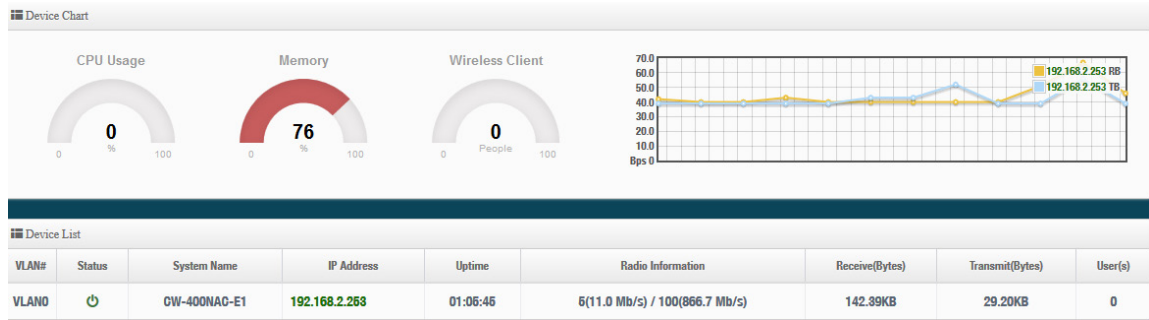 Device Chart
CPU Usage
0
%
0 100
Memory
76
%
0 100
Wireless Client
0
People
0 100
70.0
60.0
50.0
40.0
30.0
20.0
10.0
Bps 0
192.168.2.253 RB
192.168.2.253 TB
Device List
VLAN# Status System Name IP Address Uptime Radio Information Receive(Bytes) Transmit(Bytes) User(s)
VLAN0 CW-400NAC-E1 192.168.2.253 01:05:45 6(11.0 Mb/s) / 100(866.7 Mb/s) 142.39KB 29.20KB 0